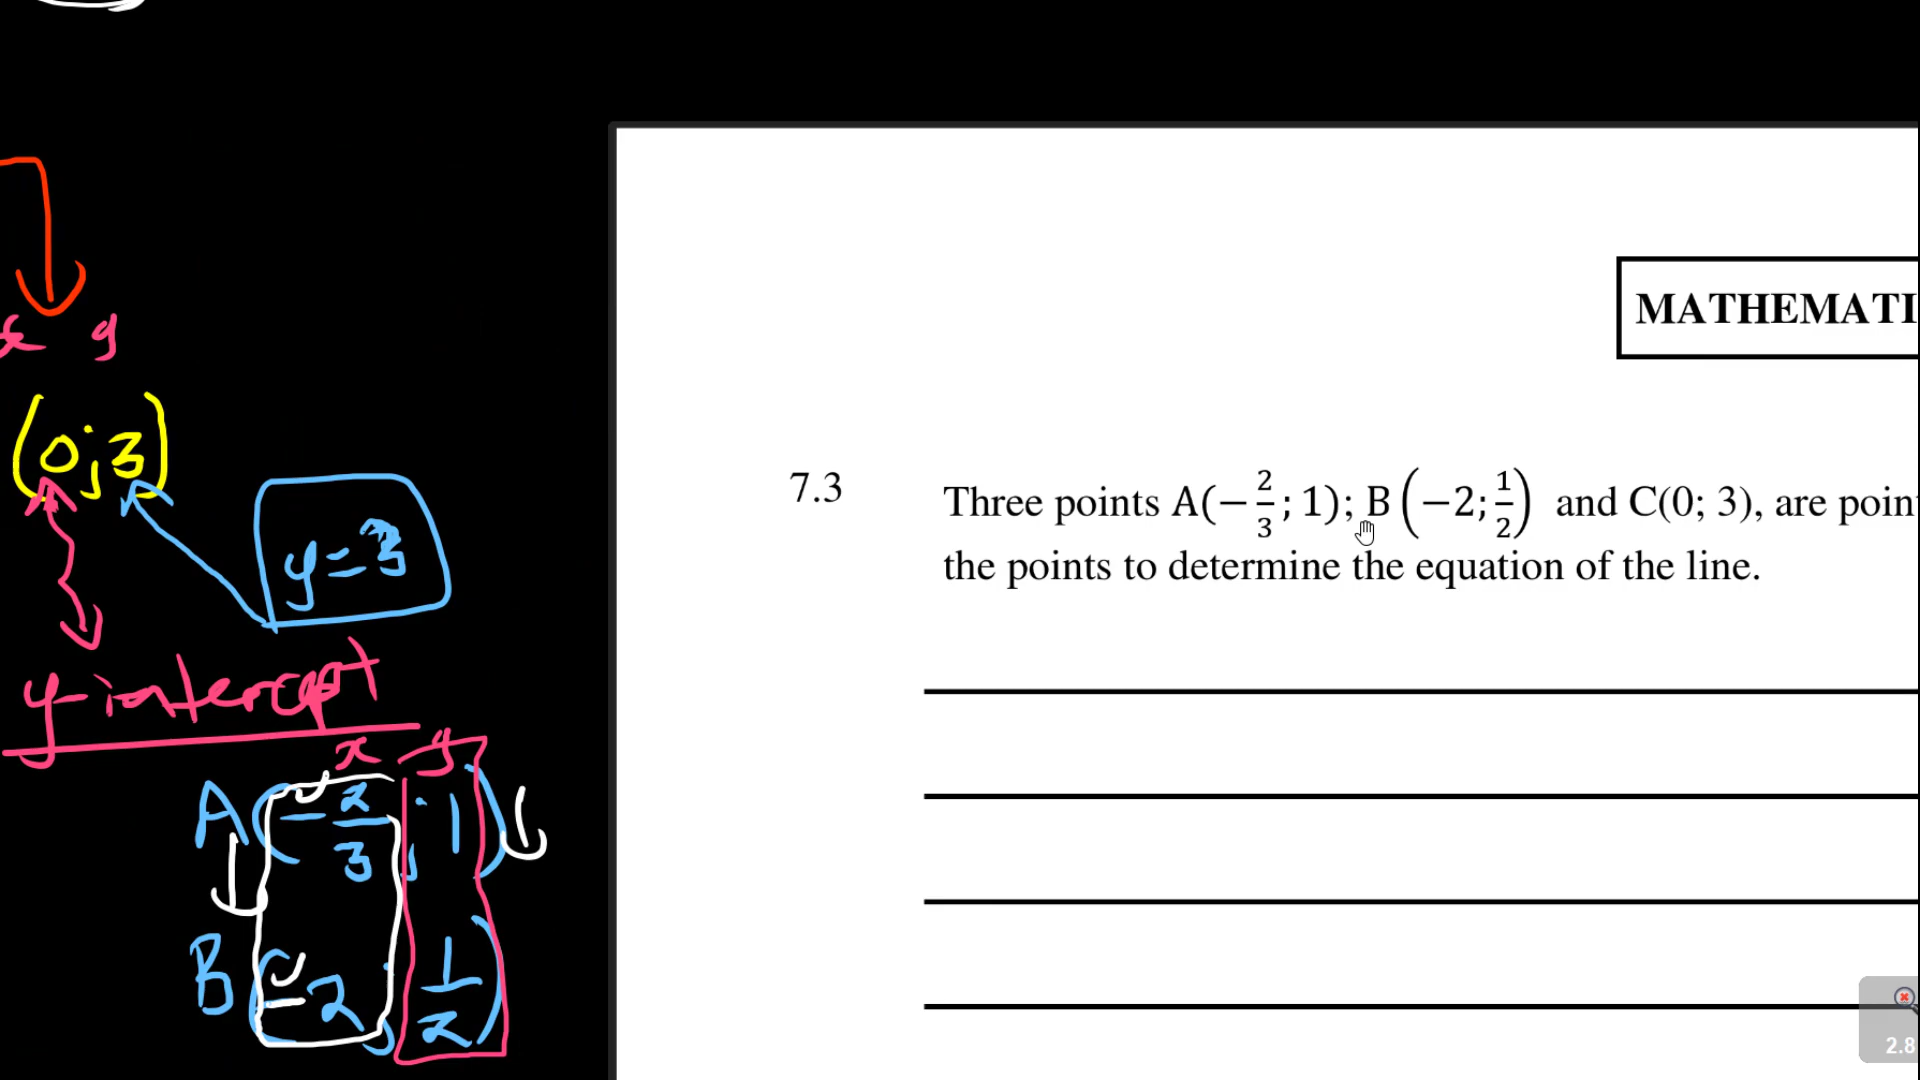 x y
(0;3)
y=3
y-intercept
x y
A(-2/3;1)
B(-2;1/2)
MATHEMATI
7.3 Three points A(−2/3; 1); B(−2; 1/2) and C(0; 3), are poin
the points to determine the equation of the line.
2.8